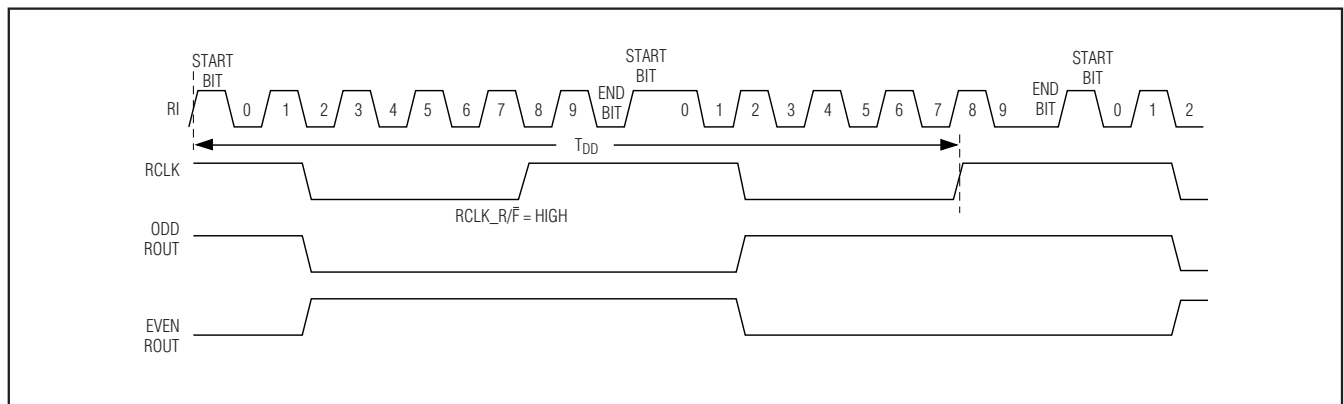 START
BIT
RI
0 1 2 3 4 5 6 7 8 9
END
BIT
START
BIT
0 1 2 3 4 5 6 7 8 9
END
BIT
START
BIT
0 1 2
TDD
RCLK
RCLK_R/F̅ = HIGH
ODD
ROUT
EVEN
ROUT